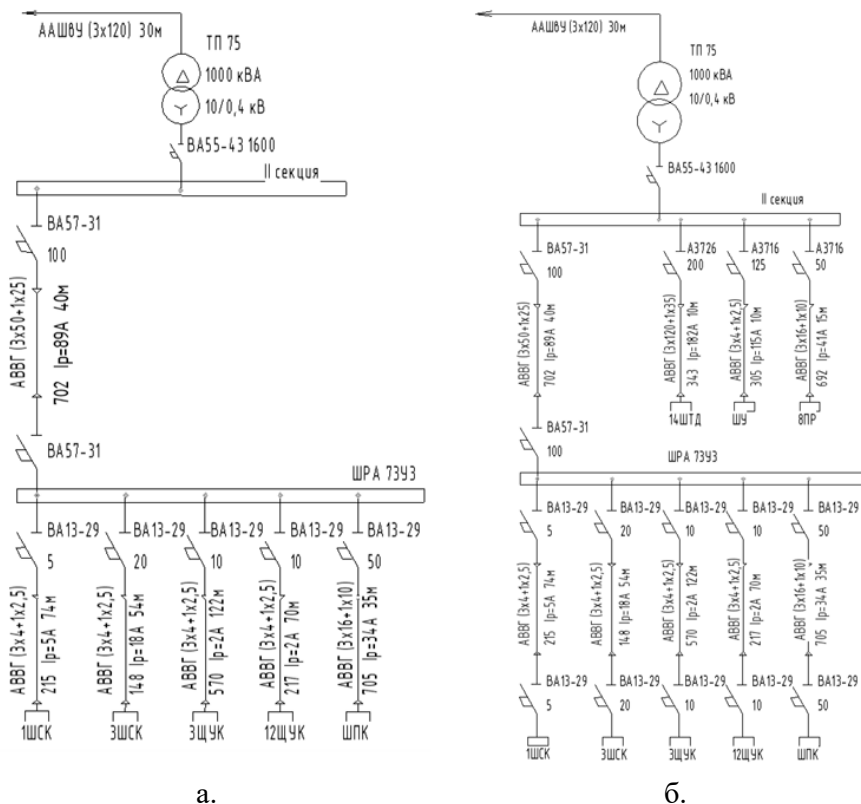 ААШВУ (3х120) 30м
ТП 75
1000 кВА
10/0,4 кВ
ВА55-43 1600
II секция
ВА57-31
100
АВВГ (3х50+1х25)
702 Iр=89А 40м
ВА57-31
ШРА 73У3
ВА13-29
5
ВА13-29
20
ВА13-29
10
ВА13-29
10
ВА13-29
50
АВВГ (3х4+1х2,5)
215 Iр=5А 74м
АВВГ (3х4+1х2,5)
148 Iр=18А 54м
АВВГ (3х4+1х2,5)
570 Iр=2А 122м
АВВГ (3х4+1х2,5)
217 Iр=2А 70м
АВВГ (3х16+1х10)
705 Iр=34А 35м
1ШСК
3ШСК
3ЩУК
12ЩУК
ШПК
а.
ААШВУ (3х120) 30м
ТП 75
1000 кВА
10/0,4 кВ
ВА55-43 1600
II секция
ВА57-31
100
А3726
200
А3716
125
А3716
50
АВВГ (3х50+1х25)
702 Iр=89А 40м
АВВГ (3х120+1х35)
343 Iр=182А 10м
АВВГ (3х4+1х2,5)
305 Iр=115А 10м
АВВГ (3х16+1х10)
692 Iр=41А 15м
14ШТД
ШУ
8ПР
ВА57-31
100
ШРА 73У3
ВА13-29
5
ВА13-29
20
ВА13-29
10
ВА13-29
10
ВА13-29
50
АВВГ (3х4+1х2,5)
215 Iр=5А 74м
АВВГ (3х4+1х2,5)
148 Iр=18А 54м
АВВГ (3х4+1х2,5)
570 Iр=2А 122м
АВВГ (3х4+1х2,5)
217 Iр=2А 70м
АВВГ (3х16+1х10)
705 Iр=34А 35м
ВА13-29
5
ВА13-29
20
ВА13-29
10
ВА13-29
10
ВА13-29
50
1ШСК
3ШСК
3ЩУК
12ЩУК
ШПК
б.